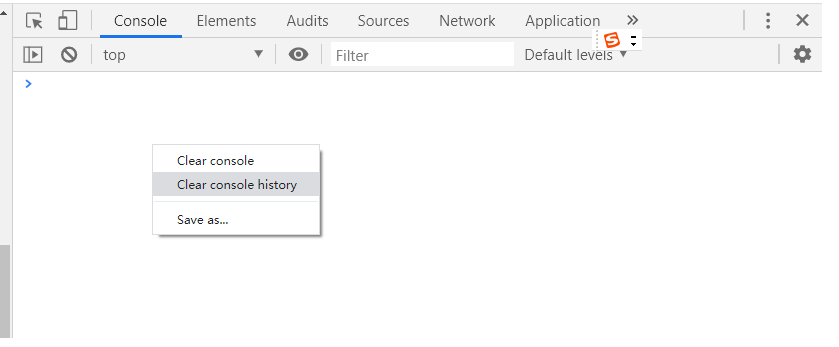 Console Elements Audits Sources Network Application
top Filter Default levels
Clear console
Clear console history
Save as...